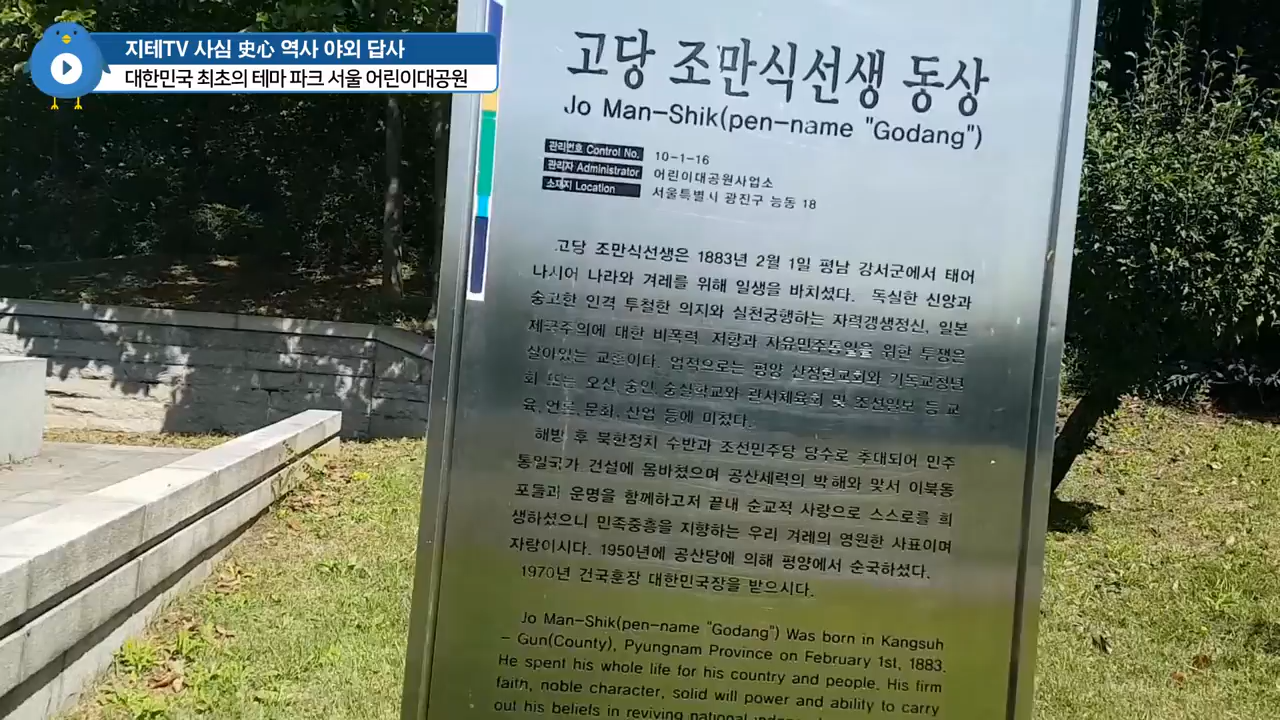 지테TV 사심 史心 역사 야외 답사
대한민국 최초의 테마 파크 서울 어린이대공원
고당 조만식선생 동상
Jo Man-Shik(pen-name "Godang")
관리번호 Control No. 10-1-16
관리자 Administrator 어린이대공원사업소
소재지 Location 서울특별시 광진구 능동 18
고당 조만식선생은 1883년 2월 1일 평남 강서군에서 태어
나시어 나라와 겨레를 위해 일생을 바치셨다. 독실한 신앙과
숭고한 인격 투철한 의지와 실천궁행하는 자력갱생정신, 일본
제국주의에 대한 비폭력 저항과 자유민주통일을 위한 투쟁은
살아있는 교훈이다. 업적으로는 평양 산정현교회와 기독교청년
회 또는 오산, 숭인, 숭실학교와 관서체육회 및 조선일보 등 교
육, 언론, 문화, 산업 등에 미쳤다.
해방 후 북한정치 수반과 조선민주당 당수로 추대되어 민주
통일국가 건설에 몸바쳤으며 공산세력의 박해와 맞서 이북동
포들과 운명을 함께하고저 끝내 순교적 사랑으로 스스로를 희
생하셨으니 민족중흥을 지향하는 우리 겨레의 영원한 사표이며
자랑이시다. 1950년에 공산당에 의해 평양에서 순국하셨다.
1970년 건국훈장 대한민국장을 받으시다.
Jo Man-Shik(pen-name "Godang") Was born in Kangsuh
- Gun(County), Pyungnam Province on February 1st, 1883.
He spent his whole life for his country and people. His firm
faith, noble character, solid will power and ability to carry
out his beliefs in reviving national